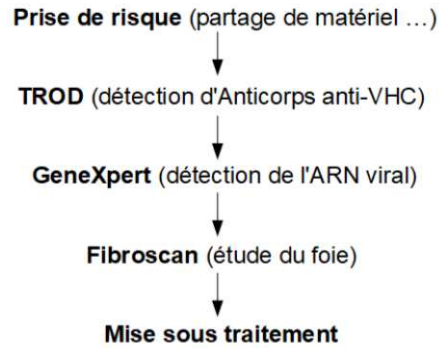 Prise de risque (partage de matériel ...)
TROD (détection d'Anticorps anti-VHC)
GeneXpert (détection de l'ARN viral)
Fibroscan (étude du foie)
Mise sous traitement